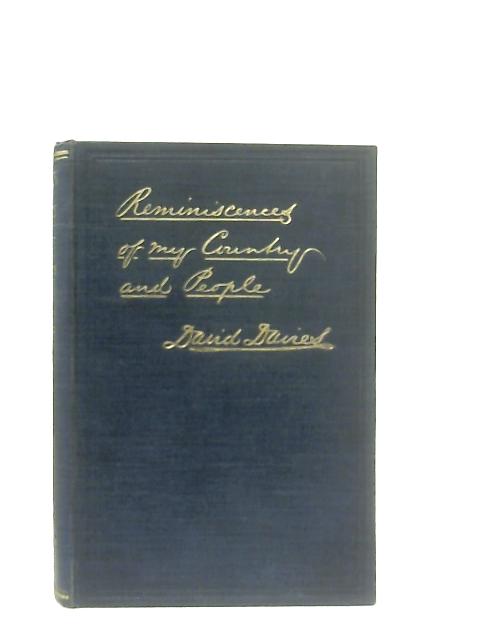 Reminiscences
of my Country
and People
David Davies